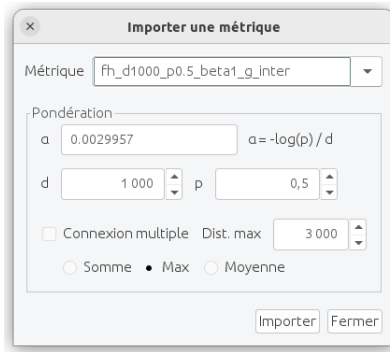 Importer une métrique
Métrique fh_d1000_p0.5_beta1_g_inter
Pondération
α 0.0029957 α = -log(p) / d
d 1 000 p 0,5
Connexion multiple Dist. max 3 000
Somme Max Moyenne
Importer Fermer